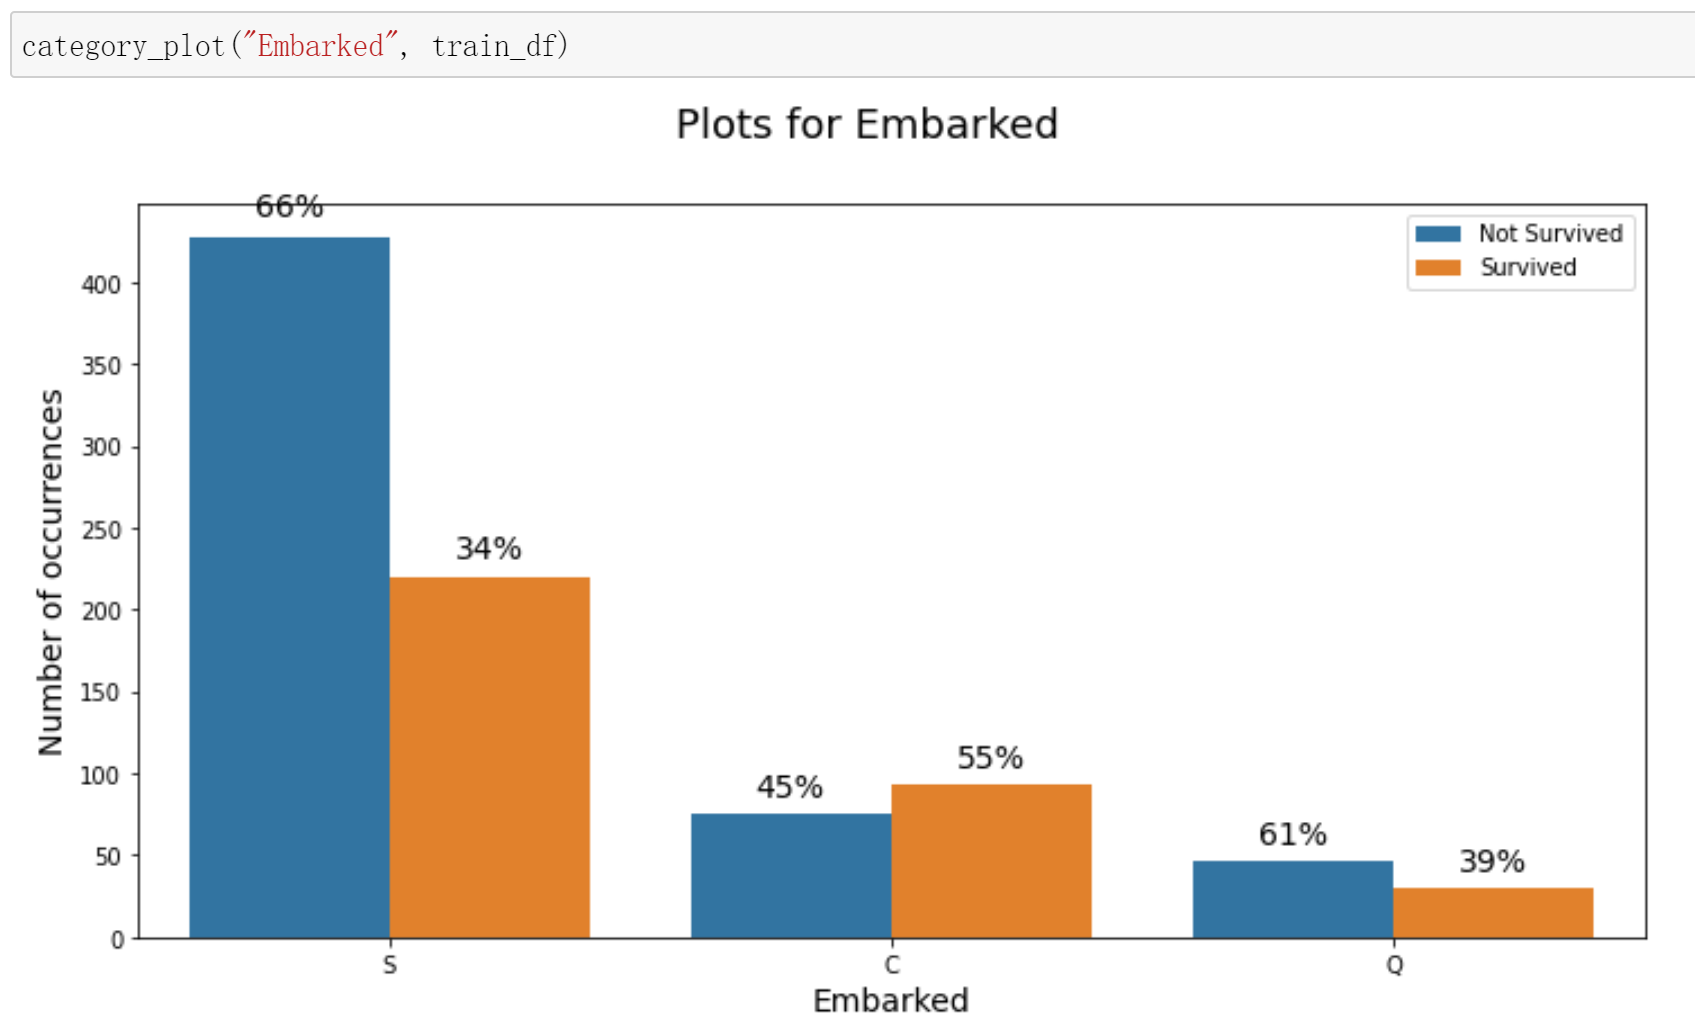 category_plot("Embarked", train_df)
Plots for Embarked
66%
Not Survived
Survived
400
350
300
250
200
150
100
50
0
34%
45%
55%
61%
39%
Number of occurrences
S
C
Q
Embarked